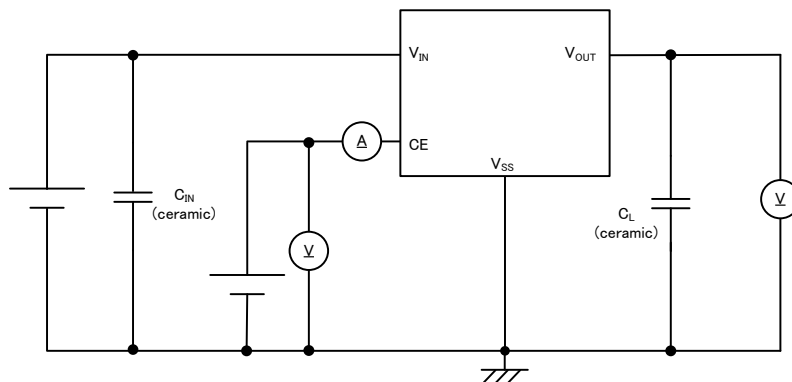 V_IN
V_OUT
A
CE
V_SS
C_IN
(ceramic)
C_L
(ceramic)
V
V